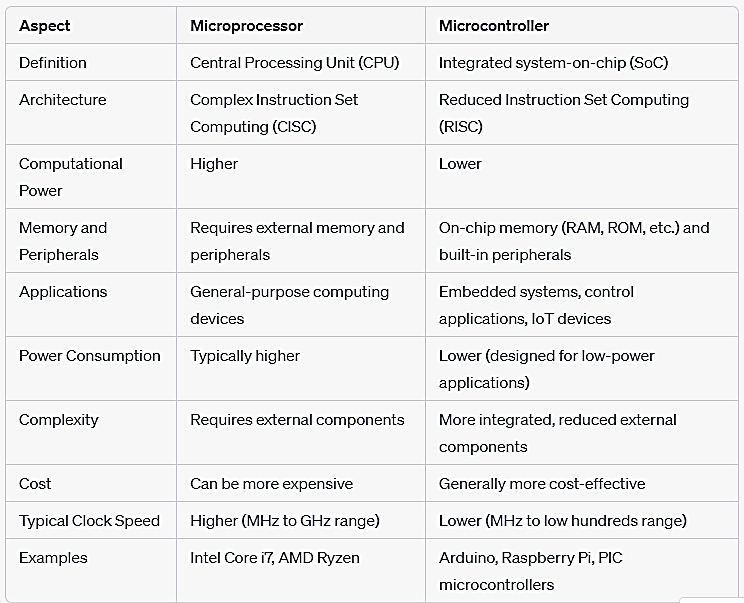 Aspect Microprocessor Microcontroller
Definition Central Processing Unit (CPU) Integrated system-on-chip (SoC)
Architecture Complex Instruction Set Reduced Instruction Set Computing
Computing (CISC) (RISC)
Computational Higher Lower
Power
Memory and Requires external memory and On-chip memory (RAM, ROM, etc.) and
Peripherals peripherals built-in peripherals
Applications General-purpose computing Embedded systems, control
devices applications, IoT devices
Power Consumption Typically higher Lower (designed for low-power
applications)
Complexity Requires external components More integrated, reduced external
components
Cost Can be more expensive Generally more cost-effective
Typical Clock Speed Higher (MHz to GHz range) Lower (MHz to low hundreds range)
Examples Intel Core i7, AMD Ryzen Arduino, Raspberry Pi, PIC
microcontrollers